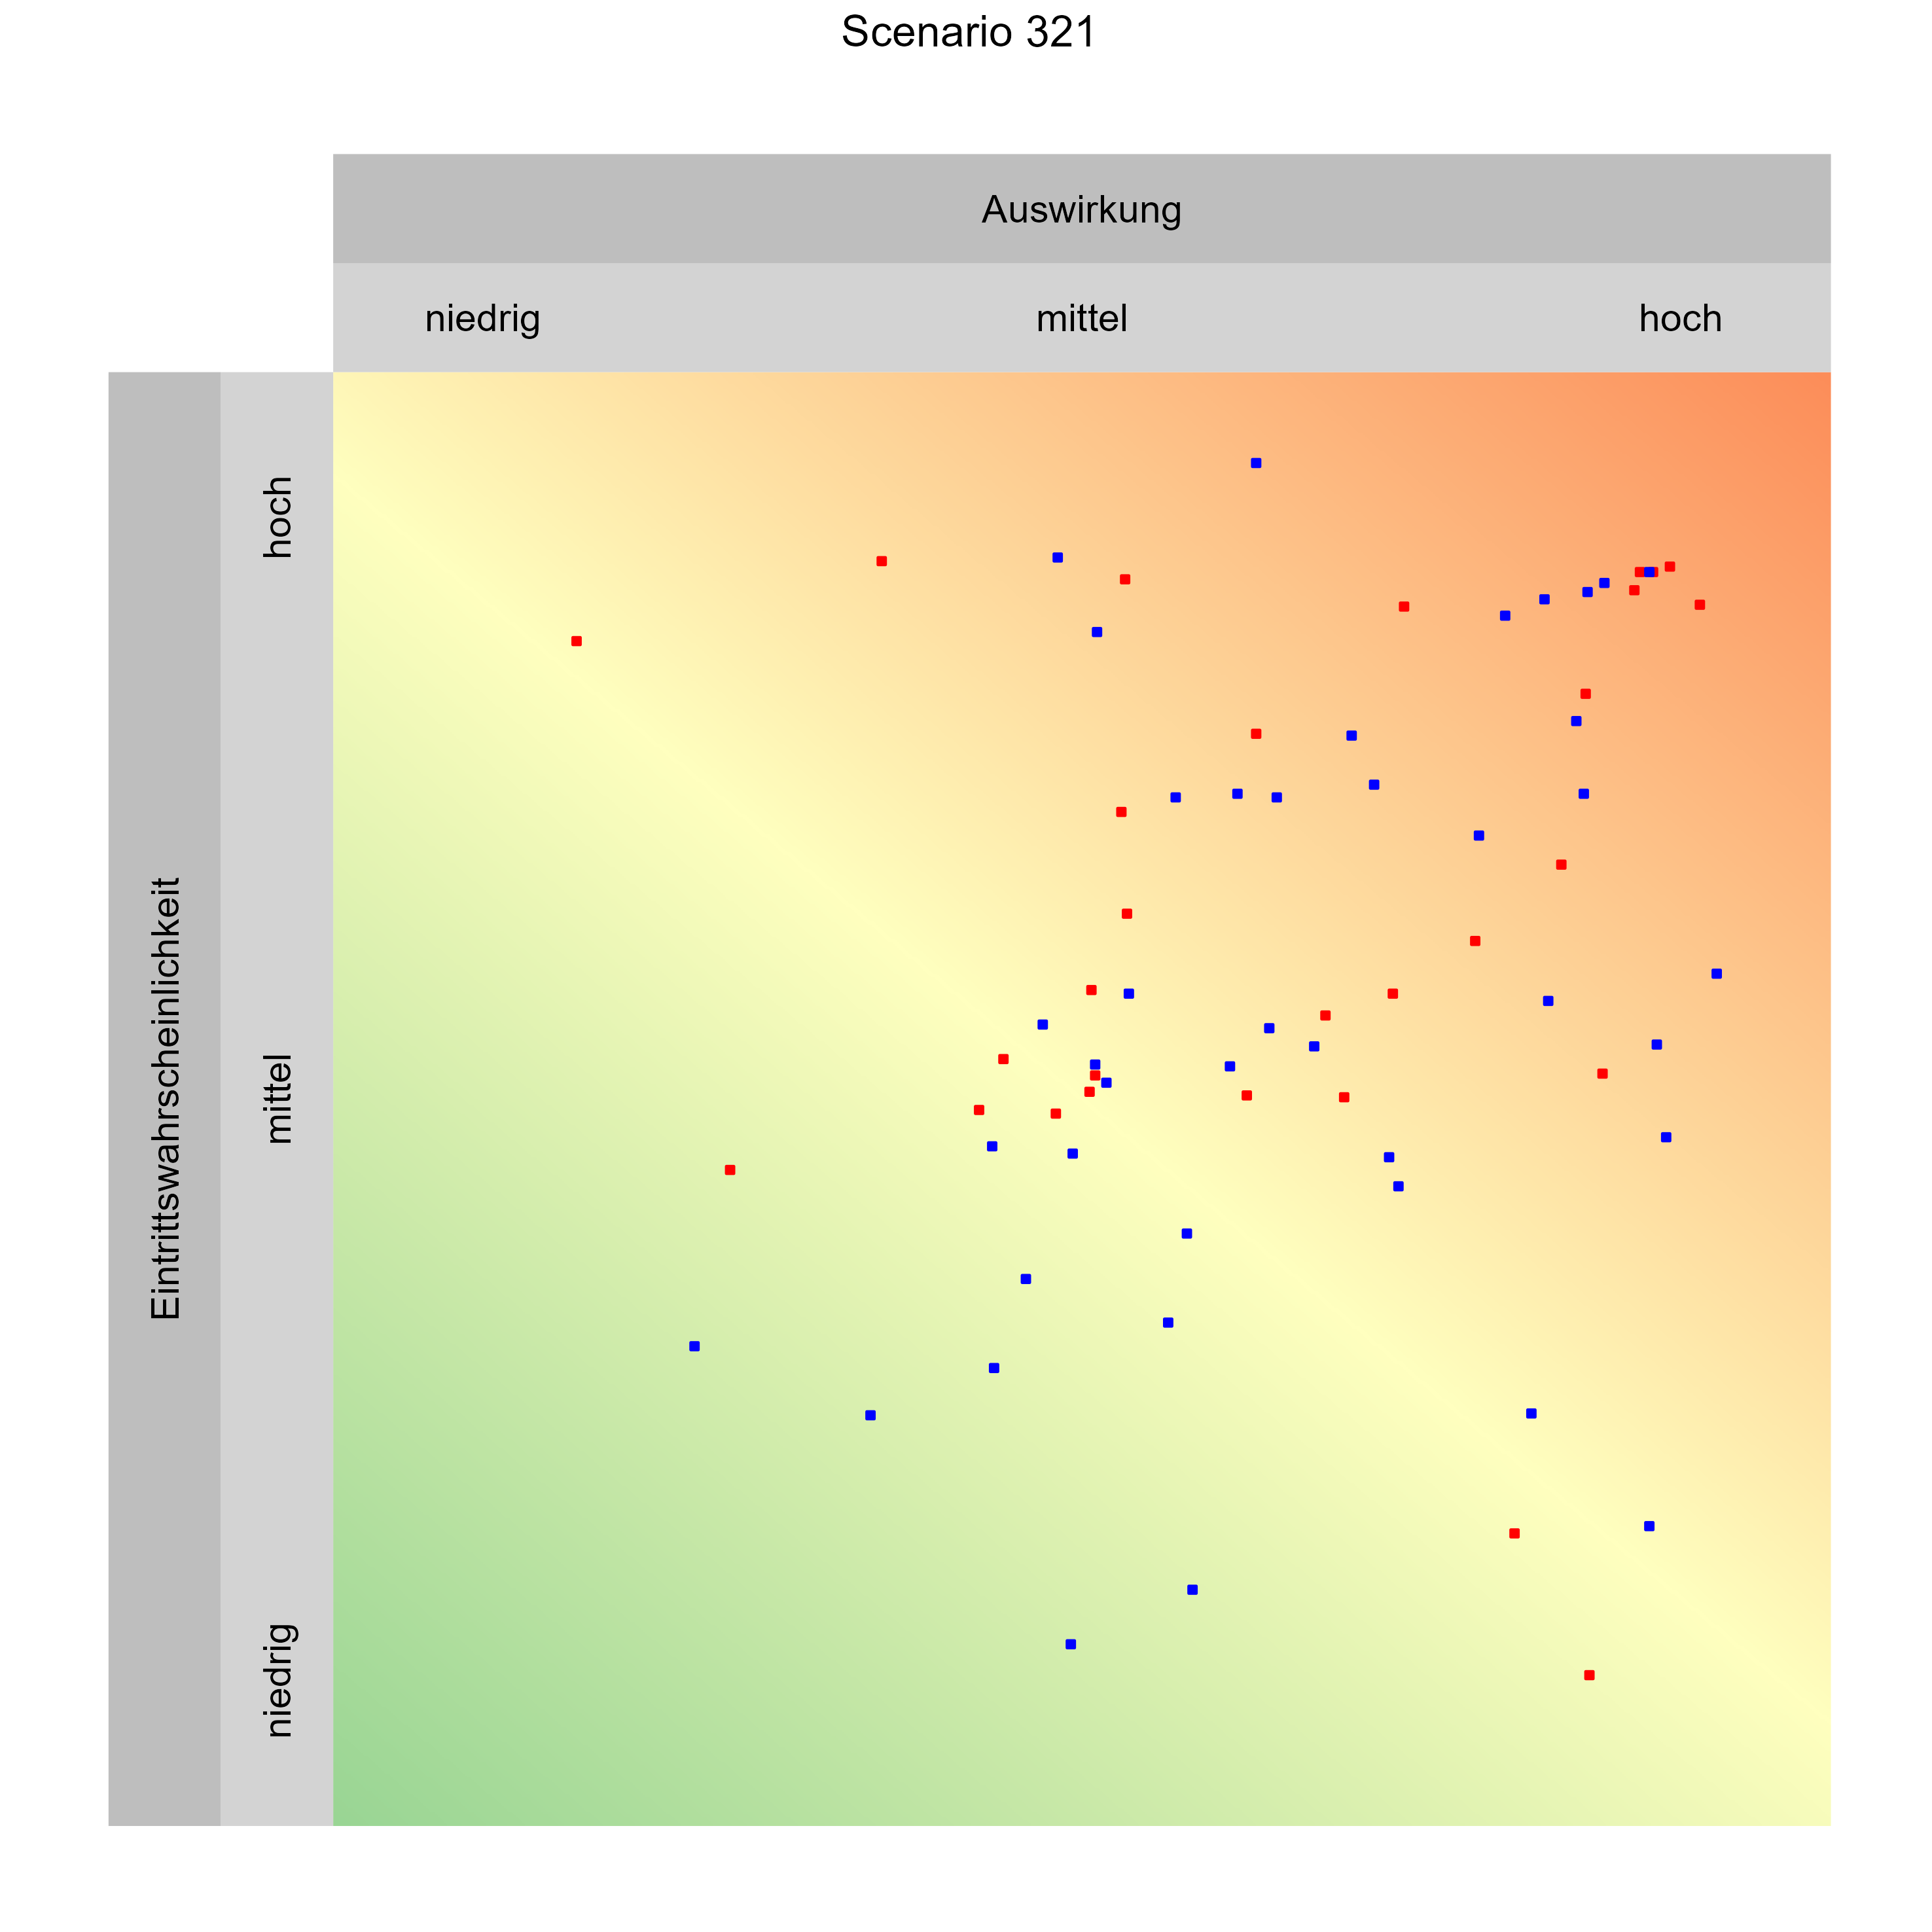 Scenario 321
Auswirkung
niedrig
mittel
hoch
Eintrittswahrscheinlichkeit
hoch
mittel
niedrig